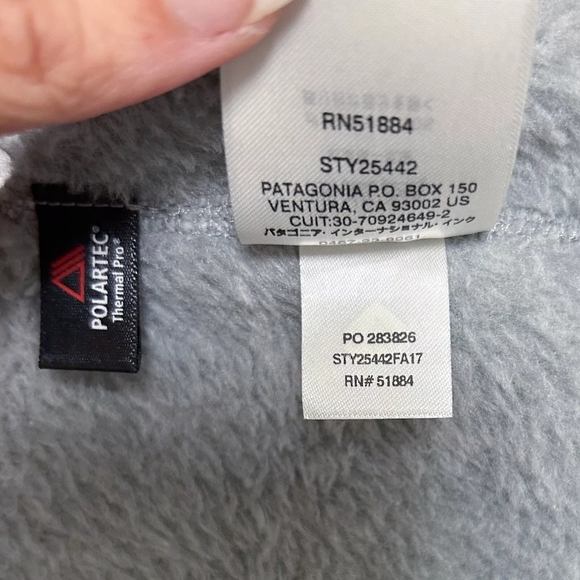 RN51884
STY25442
PATAGONIA P.O. BOX 150
VENTURA, CA 93002 US
CUIT:30-70924649-2
パタゴニア・インターナショナル・インク
POLARTEC®
Thermal Pro®
PO 283826
STY25442FA17
RN# 51884